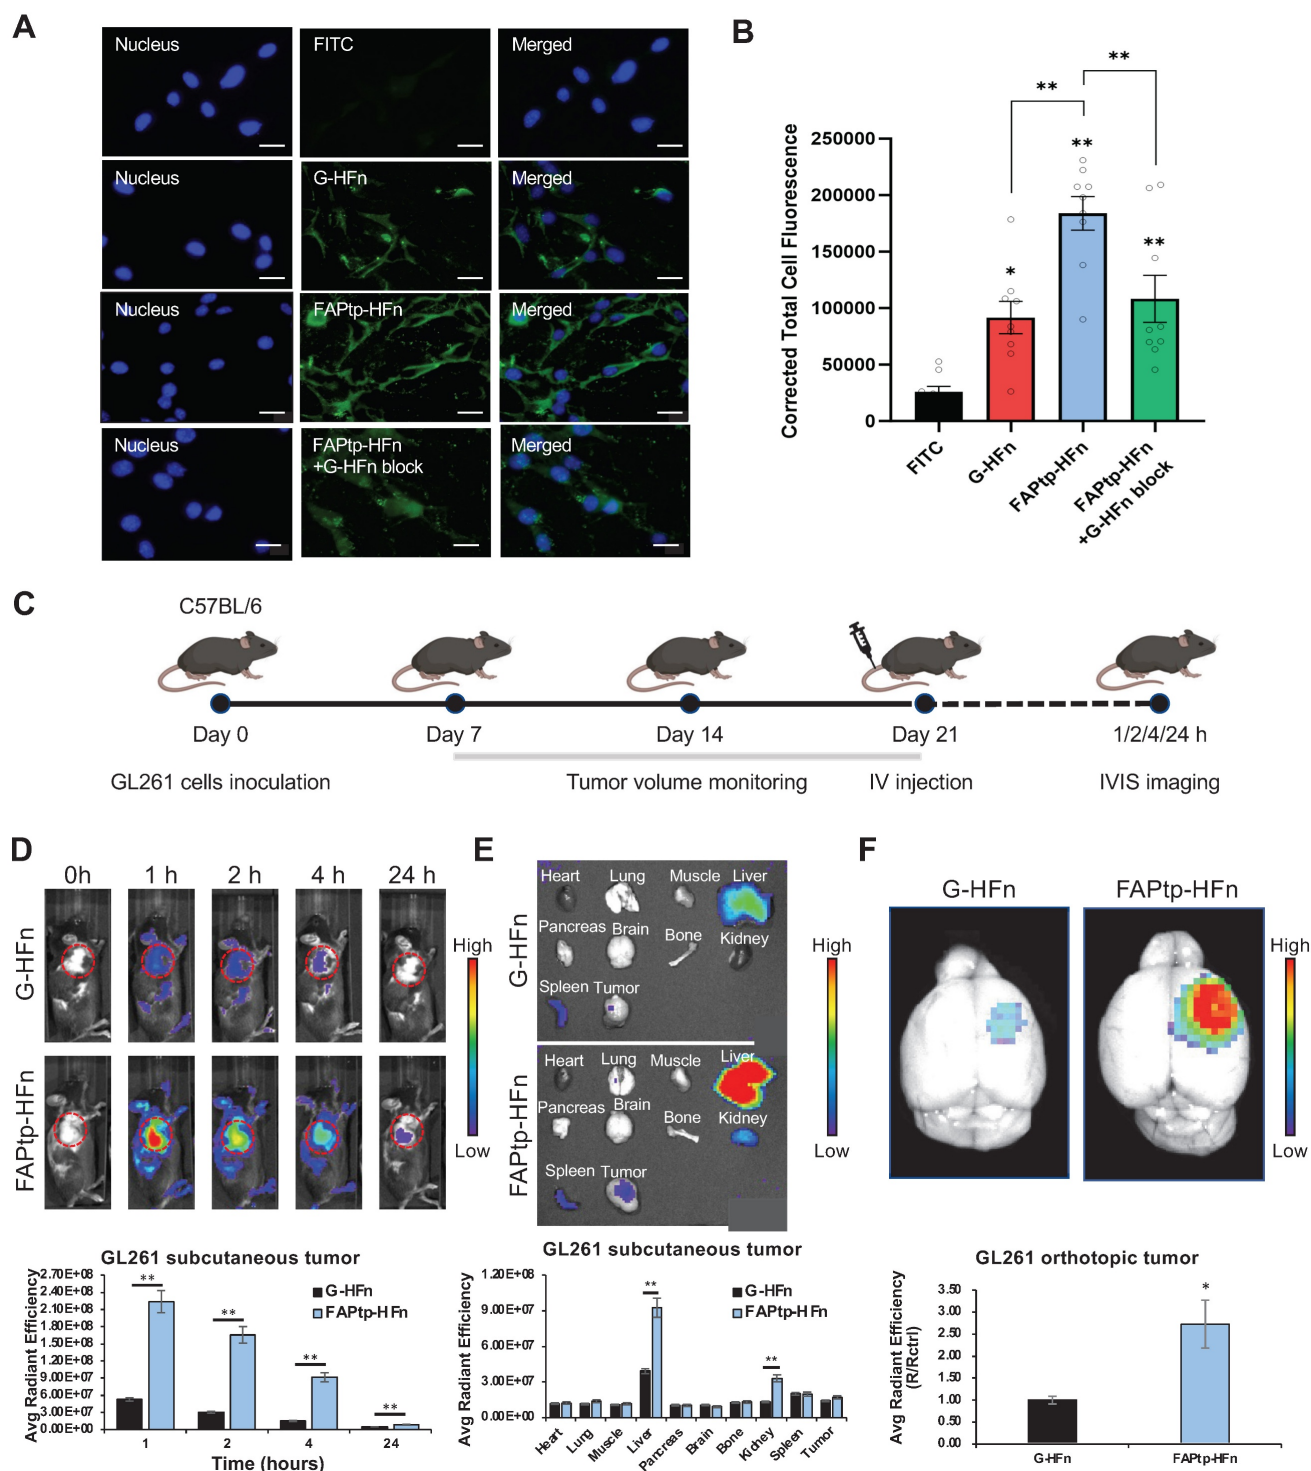 A
Nucleus
FITC
Merged
Nucleus
G-HFn
Merged
Nucleus
FAPtp-HFn
Merged
Nucleus
FAPtp-HFn
+G-HFn block
Merged
B
**
**
**
*
**
Corrected Total Cell Fluorescence
250000
200000
150000
100000
50000
0
FITC
G-HFn
FAPtp-HFn
FAPtp-HFn
+G-HFn block
C
C57BL/6
Day 0
Day 7
Day 14
Day 21
1/2/4/24 h
GL261 cells inoculation
Tumor volume monitoring
IV injection
IVIS imaging
D
0h
1 h
2 h
4 h
24 h
G-HFn
FAPtp-HFn
High
Low
GL261 subcutaneous tumor
Avg Radiant Efficiency
2.70E+08
2.40E+08
2.10E+08
1.80E+08
1.50E+08
1.20E+08
9.00E+07
6.00E+07
3.00E+07
0.00E+00
**
**
**
**
G-HFn
FAPtp-HFn
1
2
4
24
Time (hours)
E
G-HFn
Heart
Lung
Muscle
Liver
Pancreas
Brain
Bone
Kidney
Spleen
Tumor
FAPtp-HFn
Heart
Lung
Muscle
Liver
Pancreas
Brain
Bone
Kidney
Spleen
Tumor
High
Low
GL261 subcutaneous tumor
Avg Radiant Efficiency
1.20E+08
9.00E+07
6.00E+07
3.00E+07
0.00E+00
**
**
G-HFn
FAPtp-HFn
Heart
Lung
Muscle
Liver
Pancreas
Brain
Bone
Kidney
Spleen
Tumor
F
G-HFn
FAPtp-HFn
High
Low
GL261 orthotopic tumor
Avg Radiant Efficiency
(R/Rctrl)
3.50
3.00
2.50
2.00
1.50
1.00
0.50
0.00
*
G-HFn
FAPtp-HFn